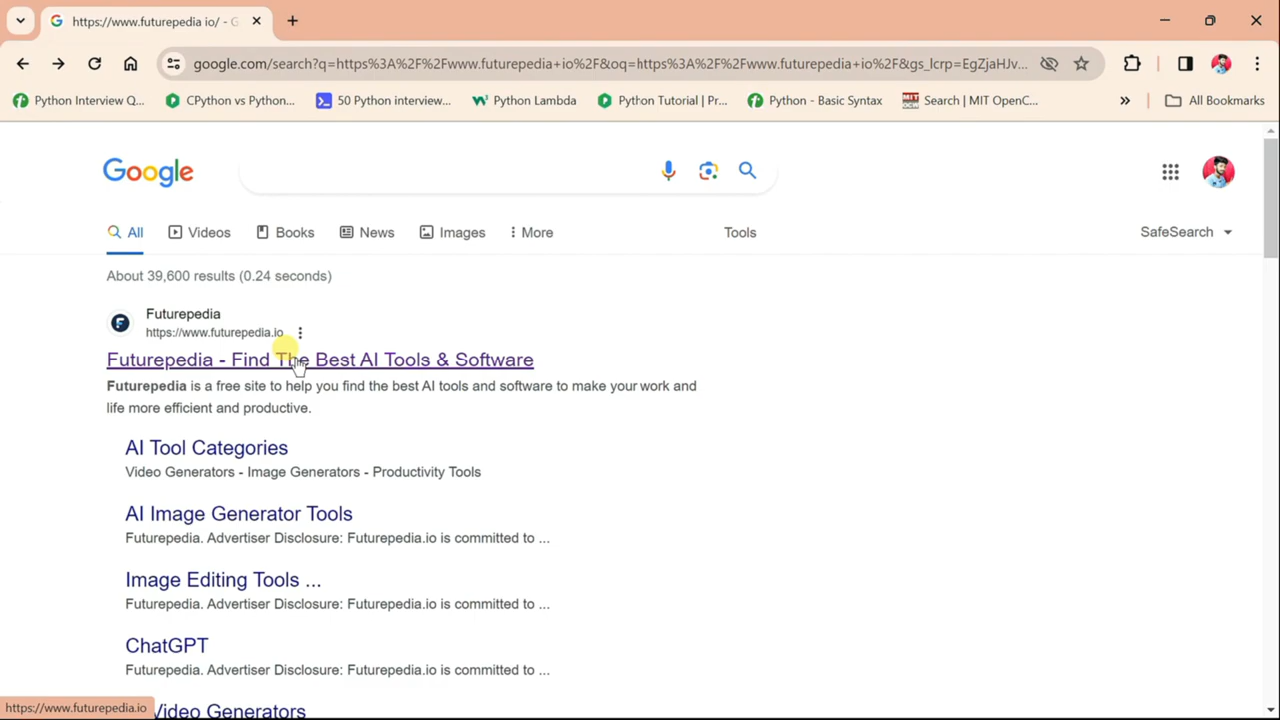 https://www.futurepedia io/ - G
google.com/search?q=https%3A%2F%2Fwww.futurepedia+io%2F&oq=https%3A%2F%2Fwww.futurepedia+io%2F&gs_lcrp=EgZjaHJv...
Python Interview Q... CPython vs Python... 50 Python interview... Python Lambda Python Tutorial | Pr... Python - Basic Syntax Search | MIT OpenC... » All Bookmarks
Google
All Videos Books News Images More Tools SafeSearch
About 39,600 results (0.24 seconds)
Futurepedia
https://www.futurepedia.io
Futurepedia - Find The Best AI Tools & Software
Futurepedia is a free site to help you find the best AI tools and software to make your work and
life more efficient and productive.
AI Tool Categories
Video Generators - Image Generators - Productivity Tools
AI Image Generator Tools
Futurepedia. Advertiser Disclosure: Futurepedia.io is committed to ...
Image Editing Tools ...
Futurepedia. Advertiser Disclosure: Futurepedia.io is committed to ...
ChatGPT
Futurepedia. Advertiser Disclosure: Futurepedia.io is committed to ...
Video Generators
https://www.futurepedia.io